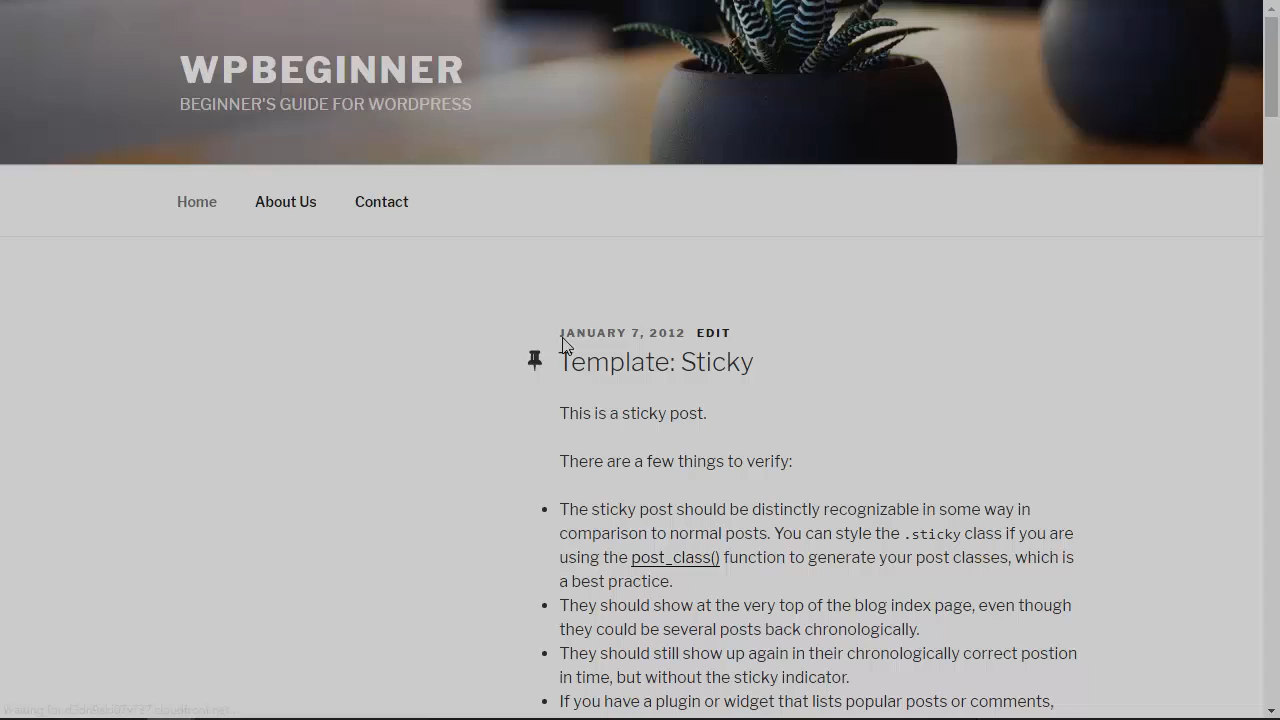 WPBEGINNER
BEGINNER'S GUIDE FOR WORDPRESS
Home About Us Contact
JANUARY 7, 2012 EDIT
Template: Sticky
This is a sticky post.
There are a few things to verify:
• The sticky post should be distinctly recognizable in some way in
comparison to normal posts. You can style the .sticky class if you are
using the post_class() function to generate your post classes, which is
a best practice.
• They should show at the very top of the blog index page, even though
they could be several posts back chronologically.
• They should still show up again in their chronologically correct postion
in time, but without the sticky indicator.
• If you have a plugin or widget that lists popular posts or comments,